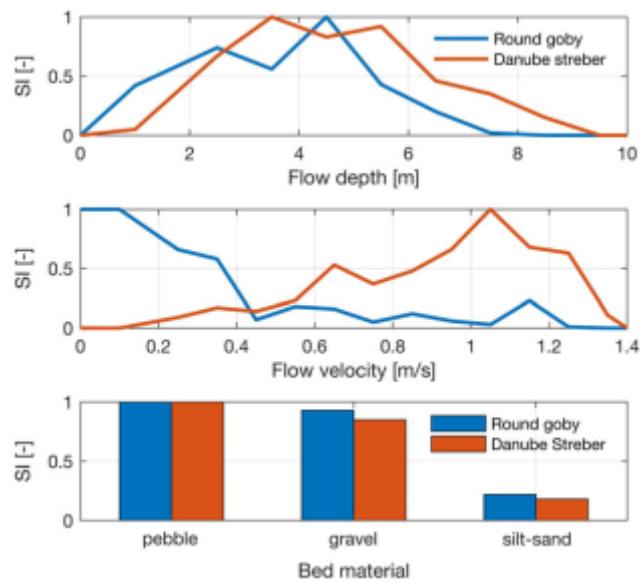 1
0.5
0
SI [-]
Round goby
Danube streber
0 2 4 6 8 10
Flow depth [m]
1
0.5
0
SI [-]
0 0.2 0.4 0.6 0.8 1 1.2 1.4
Flow velocity [m/s]
1
0.5
0
SI [-]
Round goby
Danube Streber
pebble gravel silt-sand
Bed material